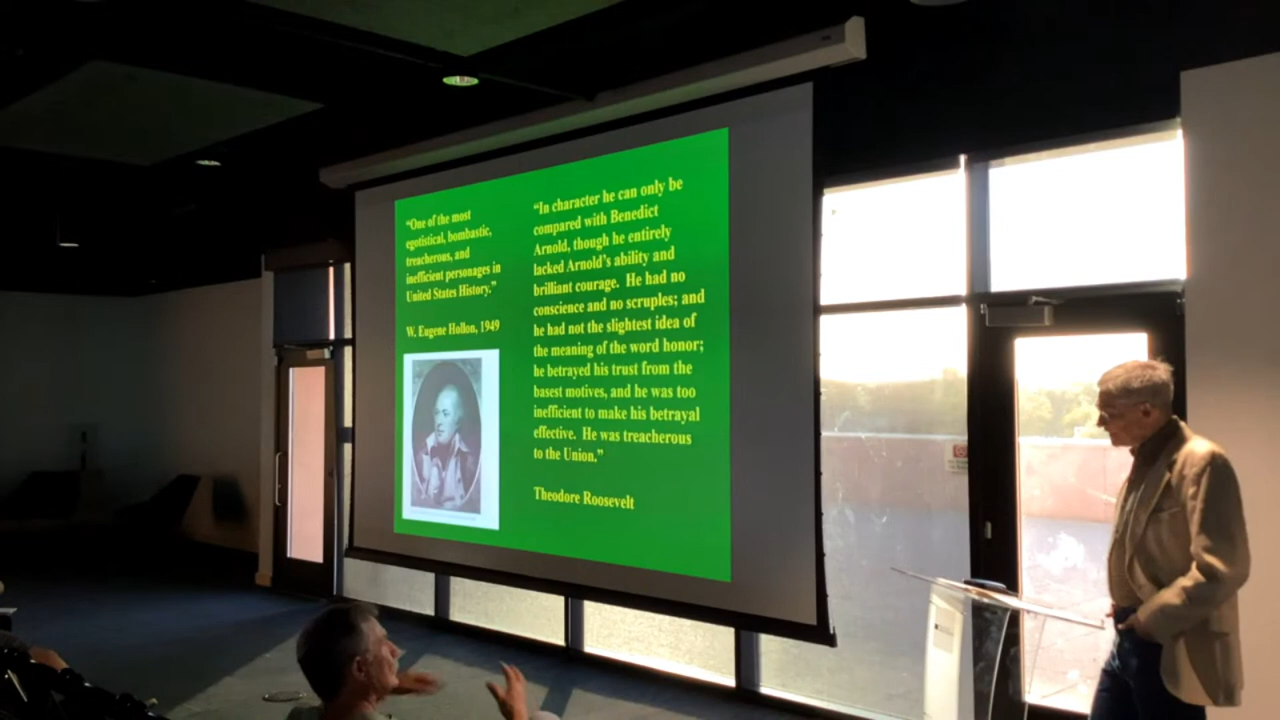 “One of the most
egotistical, bombastic,
treacherous, and
inefficient personages in
United States History.”
W. Eugene Hollon, 1949
“In character he can only be
compared with Benedict
Arnold, though he entirely
lacked Arnold’s ability and
brilliant courage.  He had no
conscience and no scruples; and
he had not the slightest idea of
the meaning of the word honor;
he betrayed his trust from the
basest motives, and he was too
inefficient to make his betrayal
effective.  He was treacherous
to the Union.”
Theodore Roosevelt